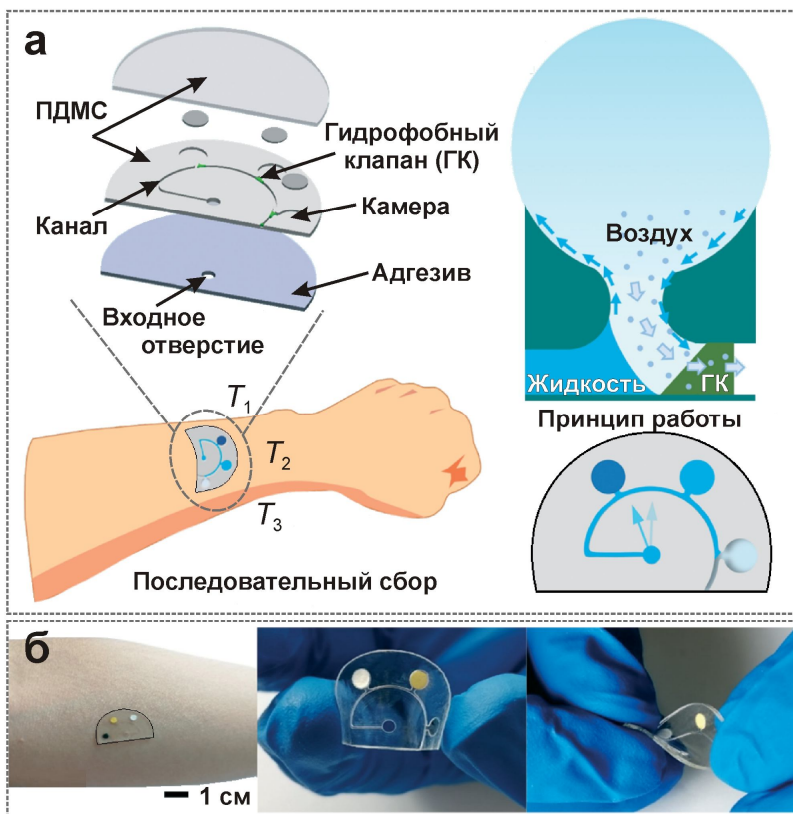 а
ПДМС
Гидрофобный
клапан (ГК)
Канал
Камера
Адгезив
Входное
отверстие
Воздух
Жидкость
ГК
Принцип работы
T1
T2
T3
Последовательный сбор
б
1 см